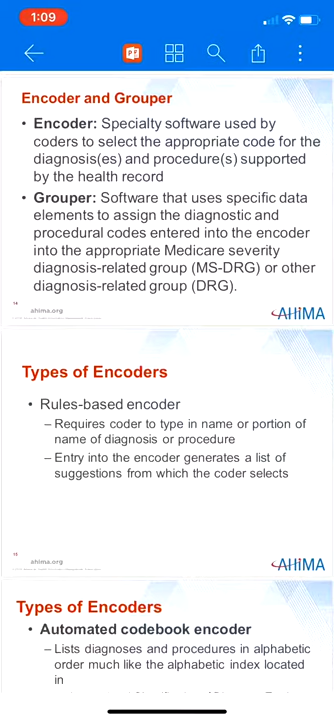 1:09
Encoder and Grouper
• Encoder: Specialty software used by
coders to select the appropriate code for the
diagnosis(es) and procedure(s) supported
by the health record
• Grouper: Software that uses specific data
elements to assign the diagnostic and
procedural codes entered into the encoder
into the appropriate Medicare severity
diagnosis-related group (MS-DRG) or other
diagnosis-related group (DRG).
14
ahima.org
AHIMA
Types of Encoders
• Rules-based encoder
– Requires coder to type in name or portion of
name of diagnosis or procedure
– Entry into the encoder generates a list of
suggestions from which the coder selects
15
ahima.org
AHIMA
Types of Encoders
• Automated codebook encoder
– Lists diagnoses and procedures in alphabetic
order much like the alphabetic index located
in